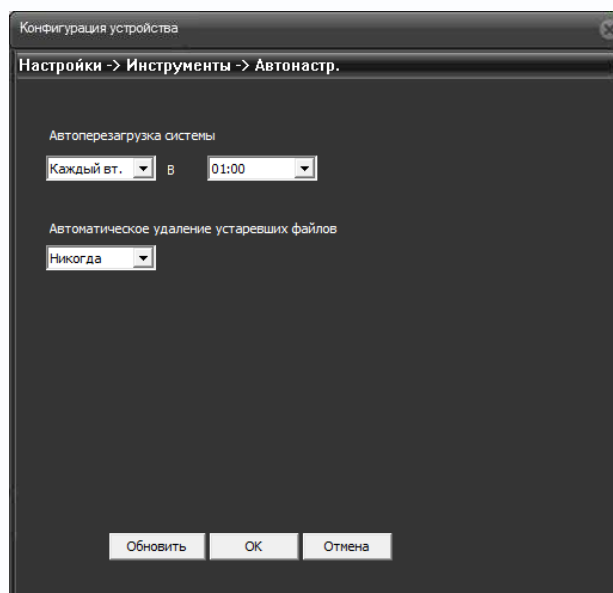 Конфигурация устройства
Настройки -> Инструменты -> Автонастр.
Автоперезагрузка системы
Каждый вт. В 01:00
Автоматическое удаление устаревших файлов
Никогда
Обновить OK Отмена